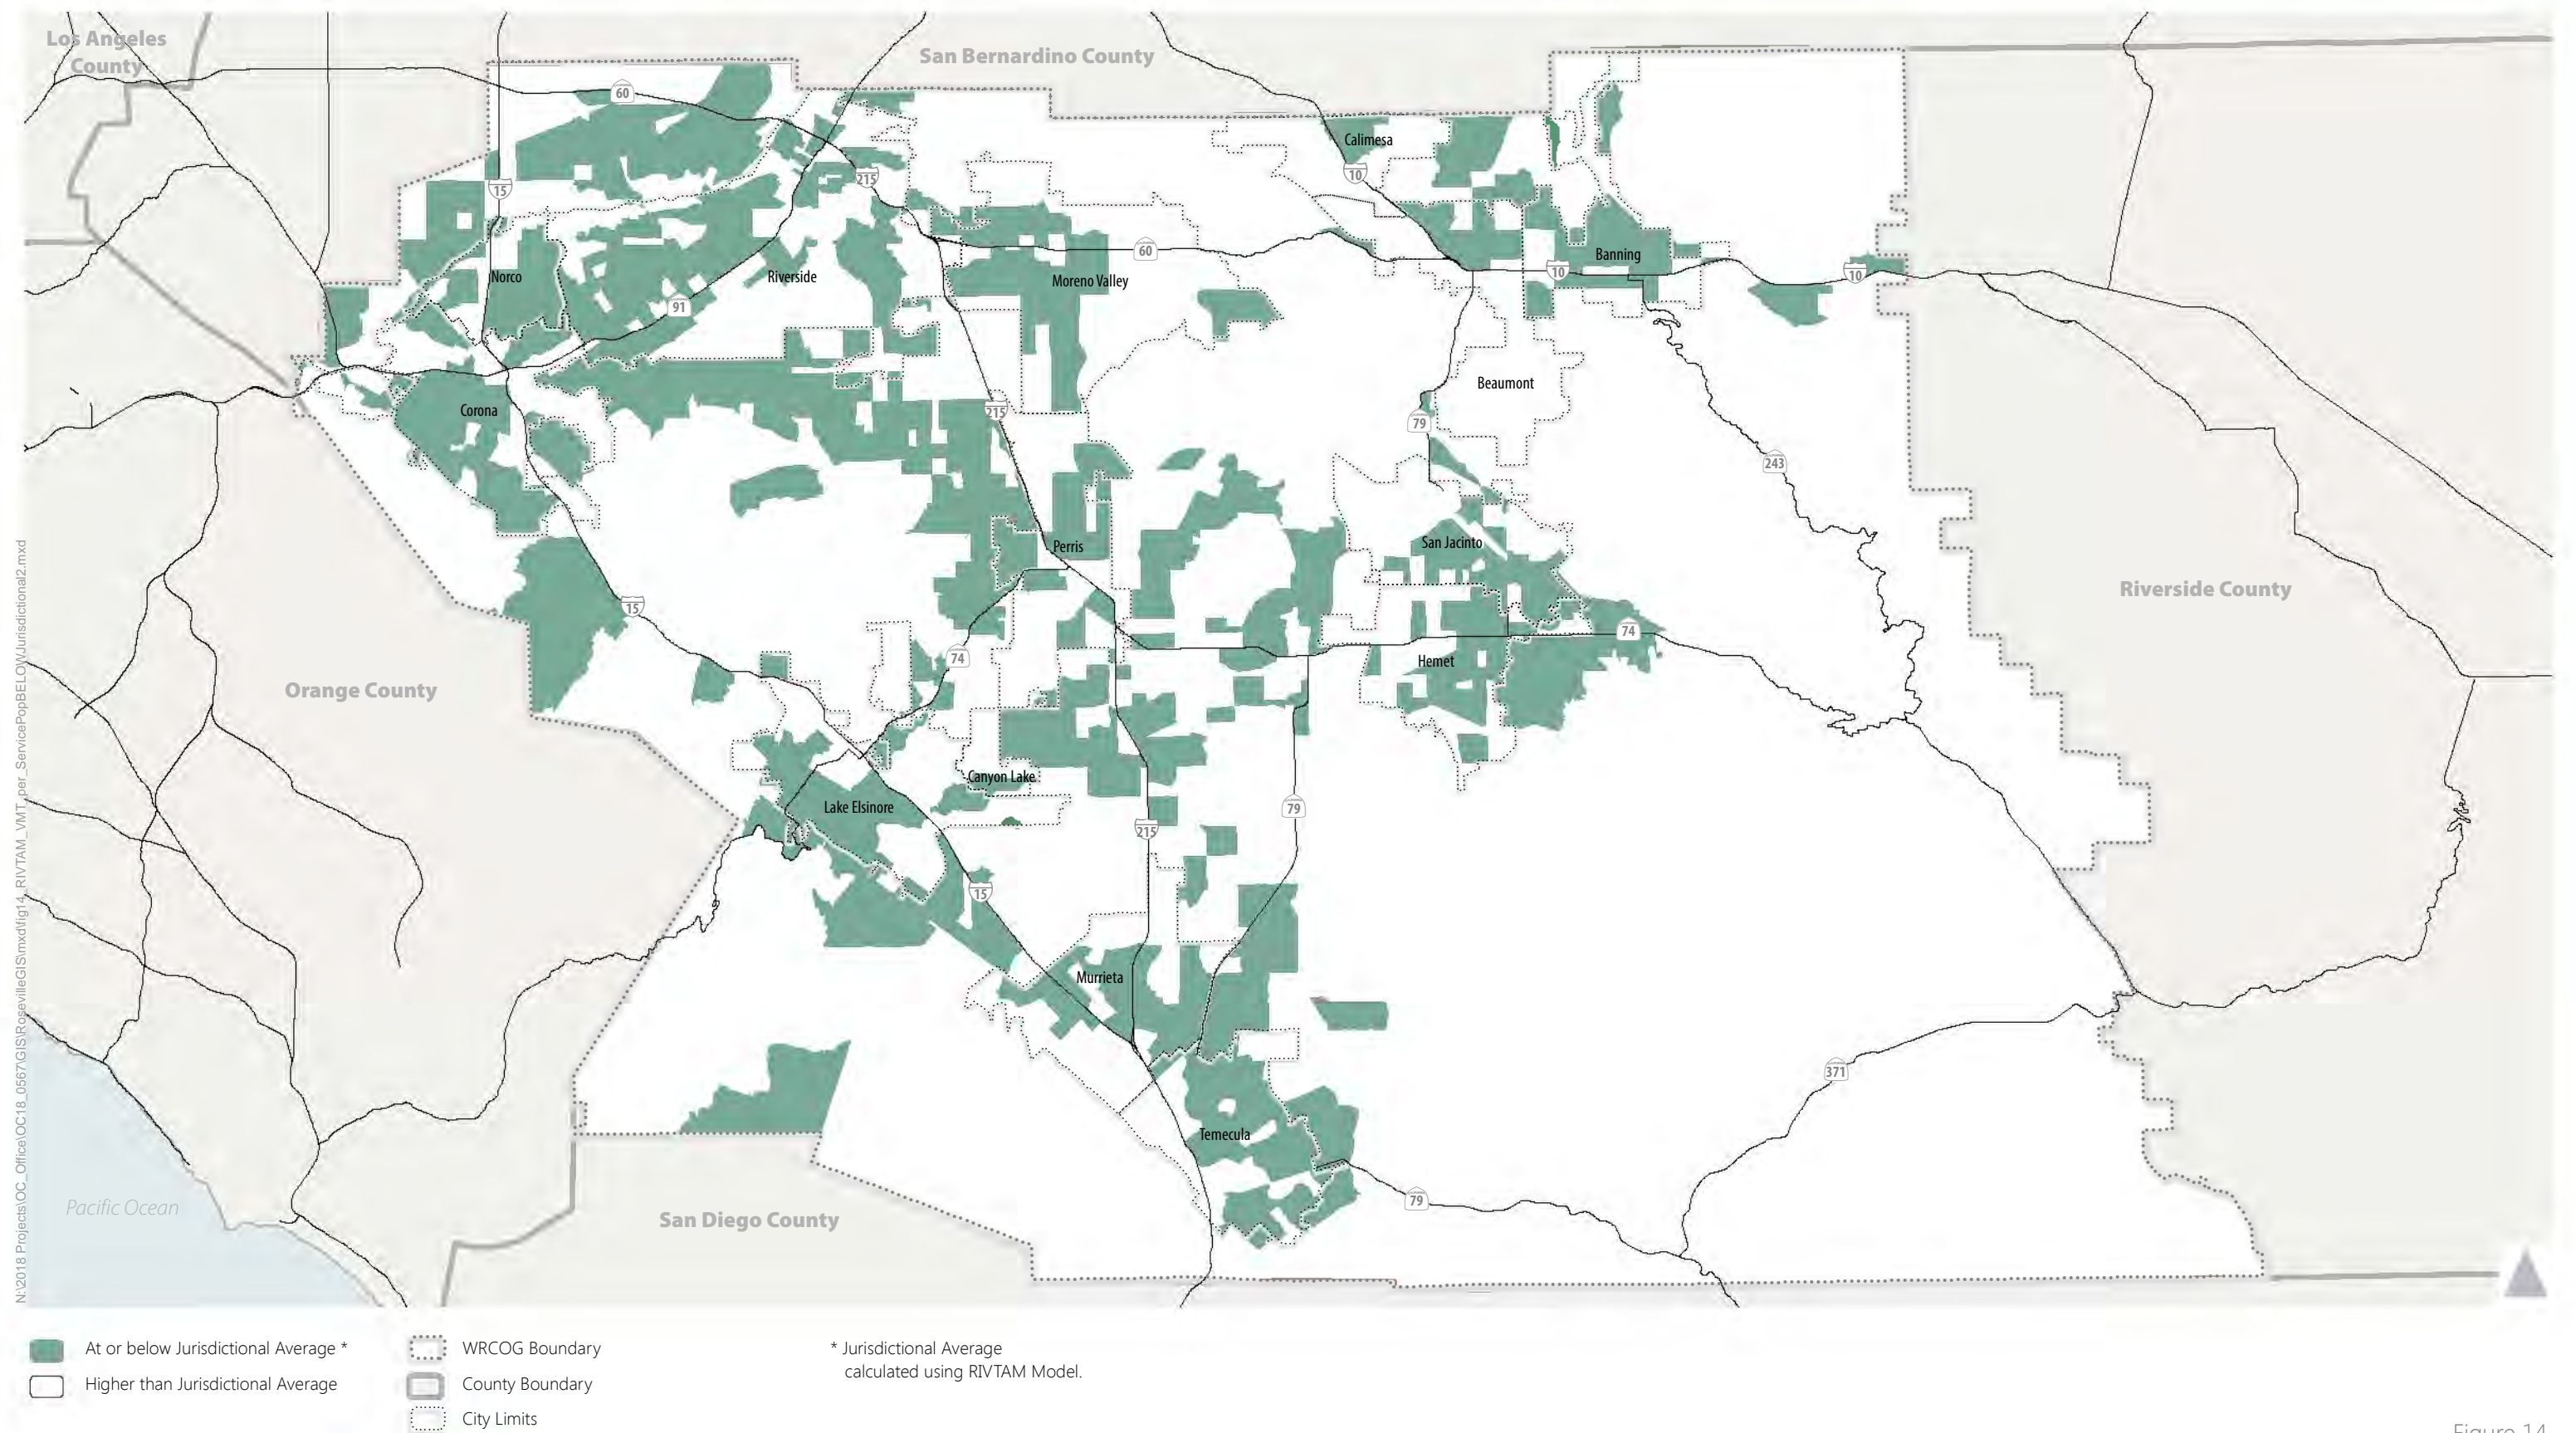 Los Angeles
County
San Bernardino County
60
Calimesa
10
15
215
60
Banning
10
10
Norco
Riverside
Moreno Valley
91
Beaumont
Corona
215
79
243
San Jacinto
Perris
Riverside County
15
74
74
Hemet
Orange County
Canyon Lake
Lake Elsinore
79
215
15
Murrieta
371
Temecula
79
Pacific Ocean
San Diego County
N:\2018 Projects\OC_Office\OC18_0567\GIS\RosevilleGIS\mxd\fig14_RIVTAM_VMT_per_ServicePopBELOWJurisdictional2.mxd
At or below Jurisdictional Average *
Higher than Jurisdictional Average
WRCOG Boundary
County Boundary
City Limits
* Jurisdictional Average
calculated using RIVTAM Model.
Figure 14